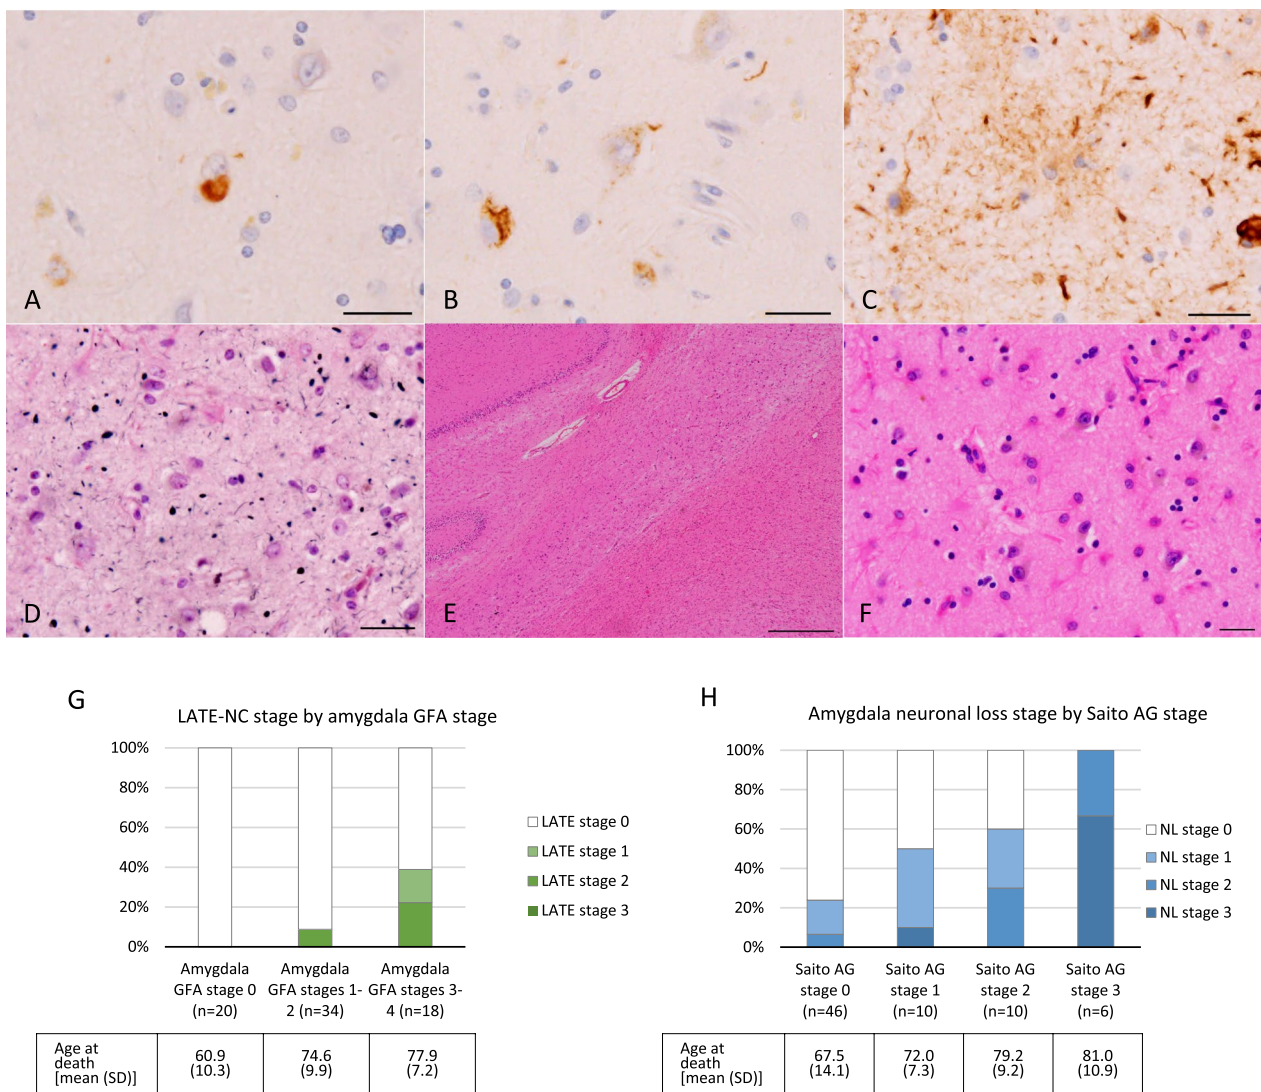 A
B
C
D
E
F
G
LATE-NC stage by amygdala GFA stage
100%
80%
60%
40%
20%
0%
LATE stage 0
LATE stage 1
LATE stage 2
LATE stage 3
Amygdala
GFA stage 0
(n=20)
Amygdala
GFA stages 1-
2 (n=34)
Amygdala
GFA stages 3-
4 (n=18)
Age at
death
[mean (SD)]
60.9
(10.3)
74.6
(9.9)
77.9
(7.2)
H
Amygdala neuronal loss stage by Saito AG stage
100%
80%
60%
40%
20%
0%
NL stage 0
NL stage 1
NL stage 2
NL stage 3
Saito AG
stage 0
(n=46)
Saito AG
stage 1
(n=10)
Saito AG
stage 2
(n=10)
Saito AG
stage 3
(n=6)
Age at
death
[mean (SD)]
67.5
(14.1)
72.0
(7.3)
79.2
(9.2)
81.0
(10.9)